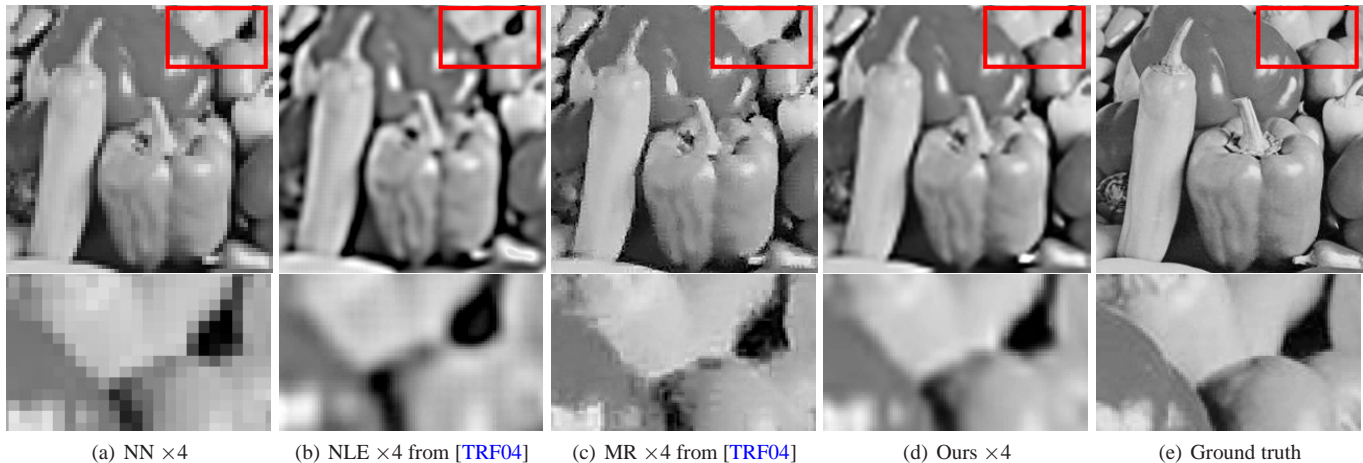 (a) NN ×4
(b) NLE ×4 from [TRF04]
(c) MR ×4 from [TRF04]
(d) Ours ×4
(e) Ground truth